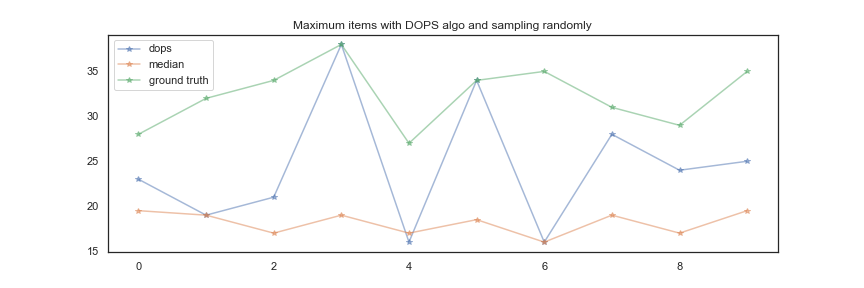 Maximum items with DOPS algo and sampling randomly
dops
median
ground truth
35
30
25
20
15
0 2 4 6 8